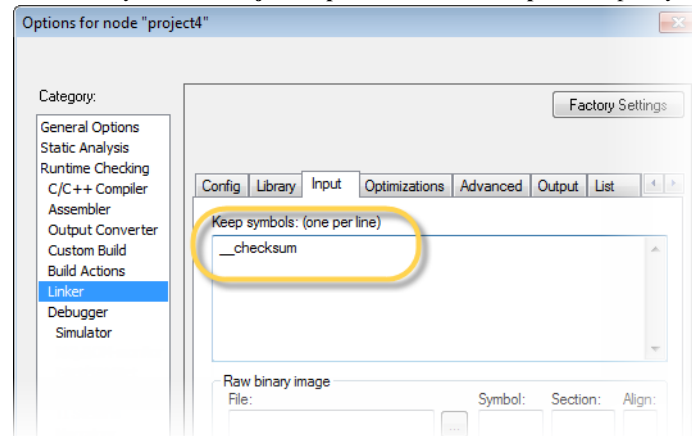 Options for node "project4"
Category:
Factory Settings
General Options
Static Analysis
Runtime Checking
C/C++ Compiler
Assembler
Output Converter
Custom Build
Build Actions
Linker
Debugger
Simulator
Config Library Input Optimizations Advanced Output List
Keep symbols: (one per line)
__checksum
Raw binary image
File: Symbol: Section: Align:
...